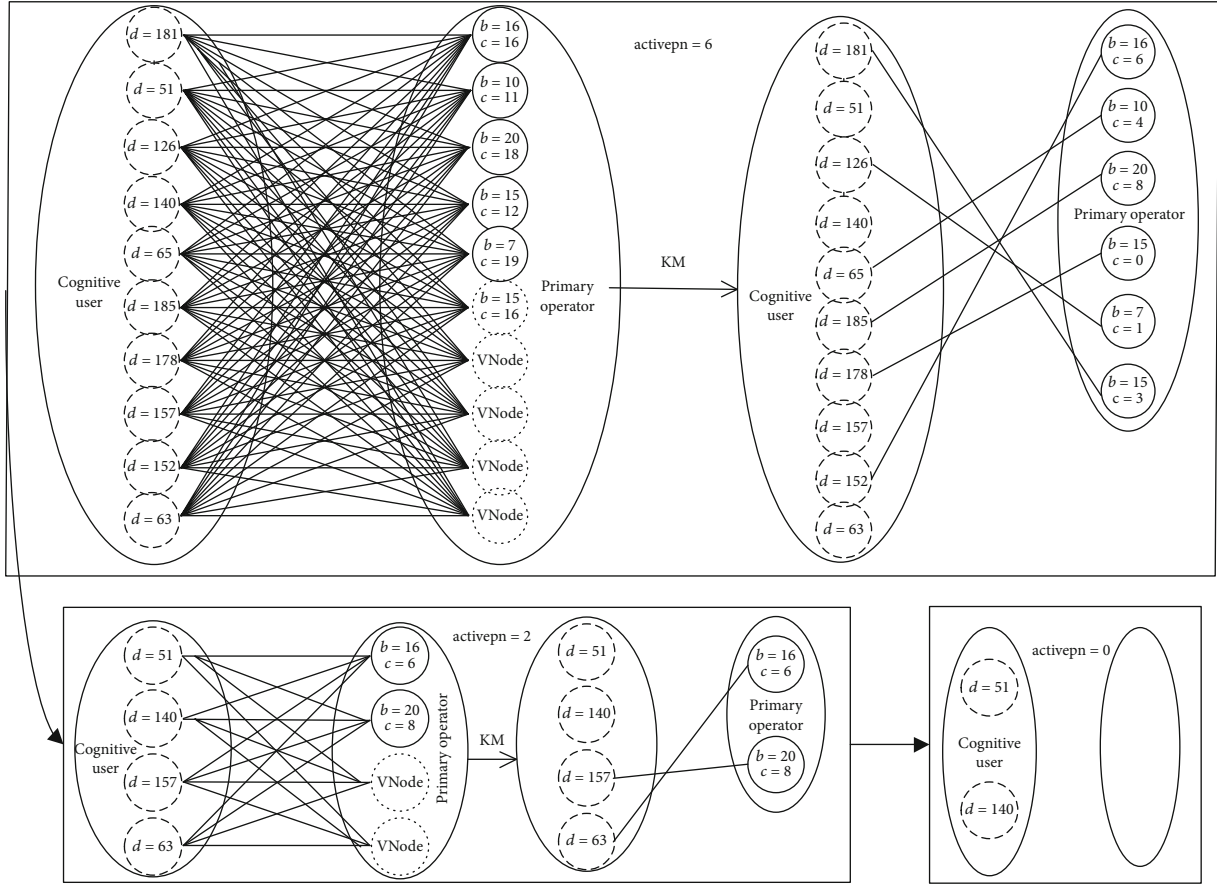 activepn = 6
d = 181
d = 51
d = 126
d = 140
d = 65
Cognitive
user
d = 185
d = 178
d = 157
d = 152
d = 63
b = 16
c = 16
b = 10
c = 11
b = 20
c = 18
b = 15
c = 12
b = 7
c = 19
b = 15
c = 16
Primary
operator
VNode
VNode
VNode
VNode
KM
d = 181
d = 51
d = 126
d = 140
d = 65
Cognitive
user
d = 185
d = 178
d = 157
d = 152
d = 63
b = 16
c = 6
b = 10
c = 4
b = 20
c = 8
Primary operator
b = 15
c = 0
b = 7
c = 1
b = 15
c = 3
activepn = 2
d = 51
d = 140
Cognitive
user
d = 157
d = 63
b = 16
c = 6
b = 20
c = 8
Primary operator
VNode
VNode
KM
d = 51
d = 140
d = 157
d = 63
b = 16
c = 6
Primary
operator
b = 20
c = 8
activepn = 0
d = 51
Cognitive
user
d = 140